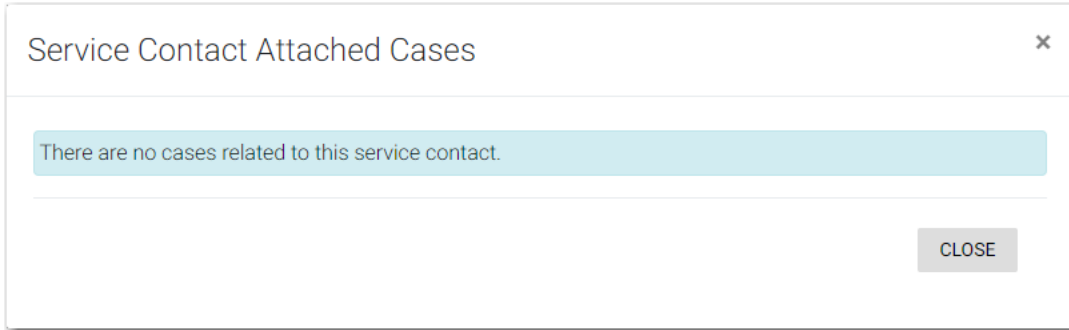 Service Contact Attached Cases
×
There are no cases related to this service contact.
CLOSE